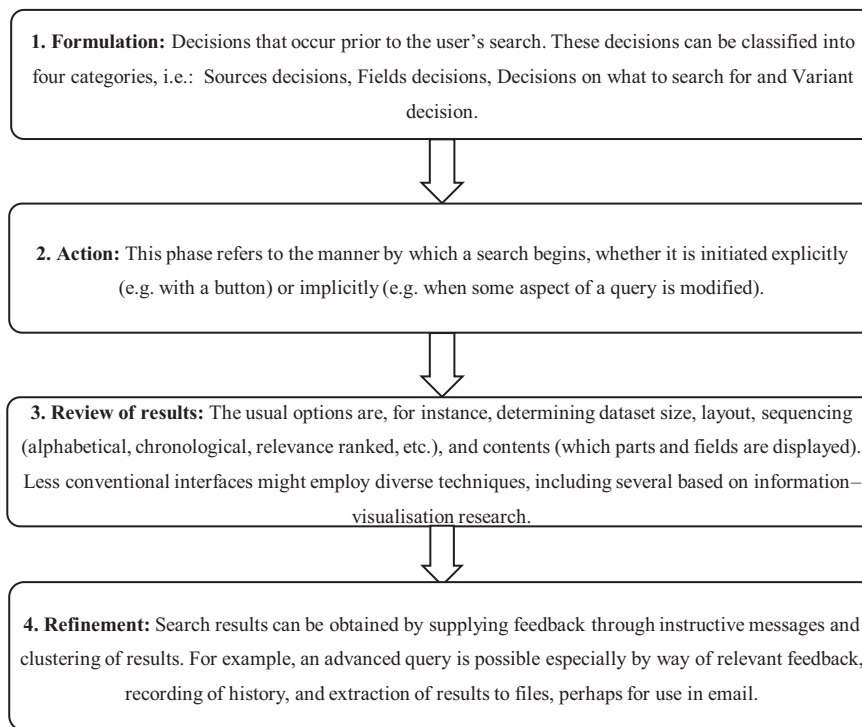 1. Formulation: Decisions that occur prior to the user’s search. These decisions can be classified into
four categories, i.e.: Sources decisions, Fields decisions, Decisions on what to search for and Variant
decision.
2. Action: This phase refers to the manner by which a search begins, whether it is initiated explicitly
(e.g. with a button) or implicitly (e.g. when some aspect of a query is modified).
3. Review of results: The usual options are, for instance, determining dataset size, layout, sequencing
(alphabetical, chronological, relevance ranked, etc.), and contents (which parts and fields are displayed).
Less conventional interfaces might employ diverse techniques, including several based on information–
visualisation research.
4. Refinement: Search results can be obtained by supplying feedback through instructive messages and
clustering of results. For example, an advanced query is possible especially by way of relevant feedback,
recording of history, and extraction of results to files, perhaps for use in email.